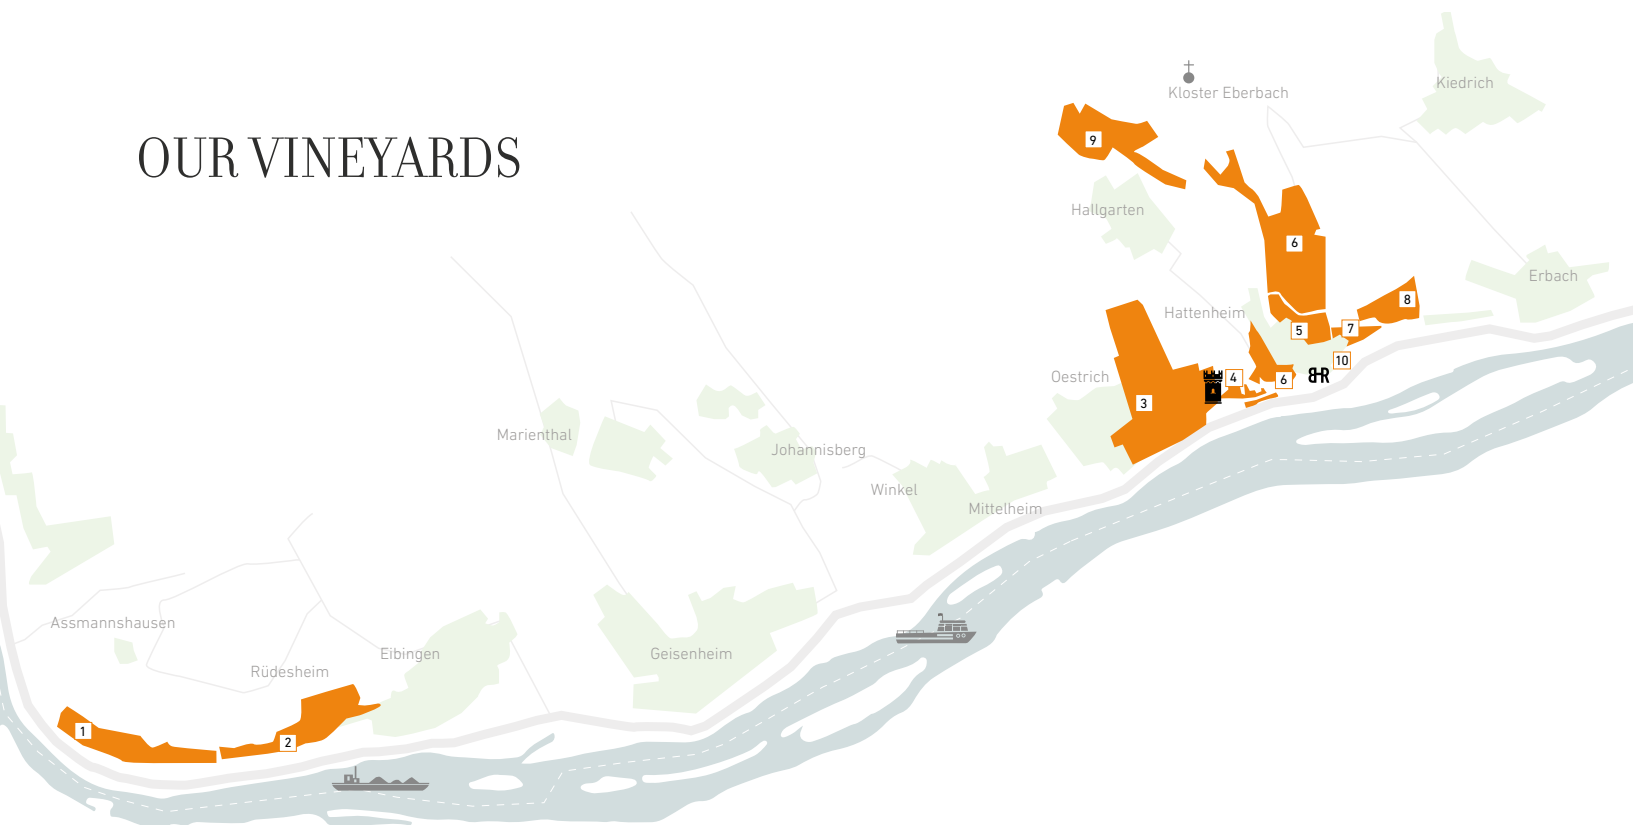 OUR VINEYARDS
Kiedrich
Kloster Eberbach
9
Hallgarten
6
Erbach
8
Hattenheim
5
7
10
Oestrich
4
6
BHR
3
Marienthal
Johannisberg
Winkel
Mittelheim
Assmannshausen
Rüdesheim
Eibingen
Geisenheim
1
2